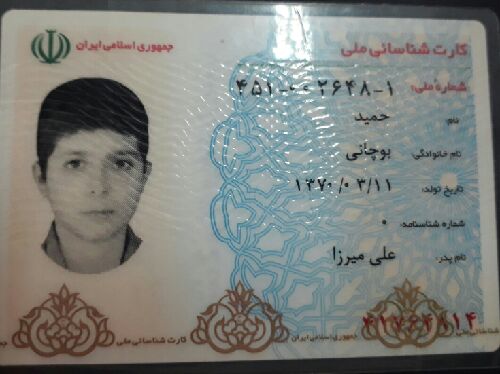 جمهوری اسلامی ایران
کارت شناسائی ملی
شماره ملی: ۴۵۱-۰۰۲۶۴۸-۱
نام: حمید
نام خانوادگی: بوچانی
تاریخ تولد: ۱۳۷۰/۰۳/۱۱
شماره شناسنامه: ۰
نام پدر: علی میرزا
کارت شناسائی ملی
جمهوری اسلامی ایران